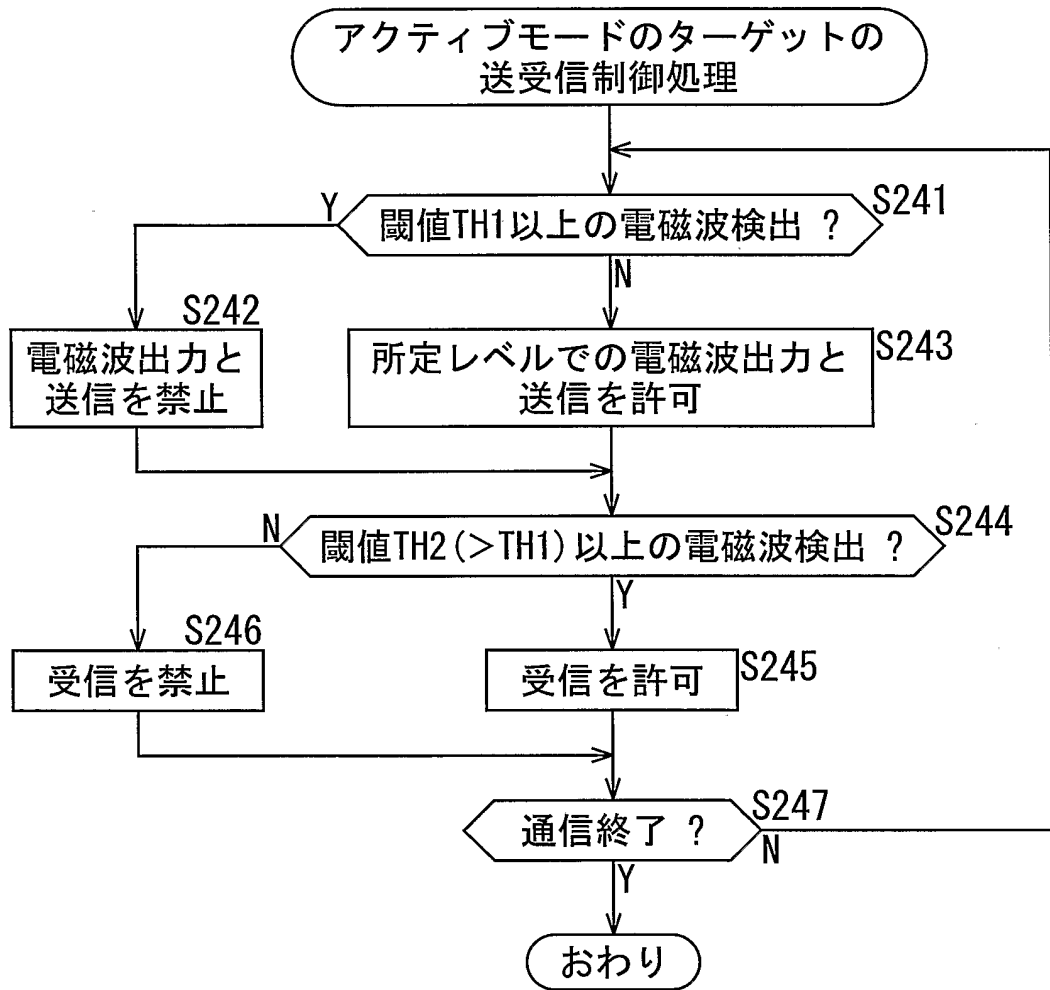 アクティブモードのターゲットの
送受信制御処理
Y
閾値TH1以上の電磁波検出 ?
S241
N
S242
電磁波出力と
送信を禁止
所定レベルでの電磁波出力と
送信を許可
S243
N
閾値TH2(>TH1)以上の電磁波検出 ?
S244
Y
S246
受信を禁止
受信を許可
S245
通信終了 ?
S247
N
Y
おわり